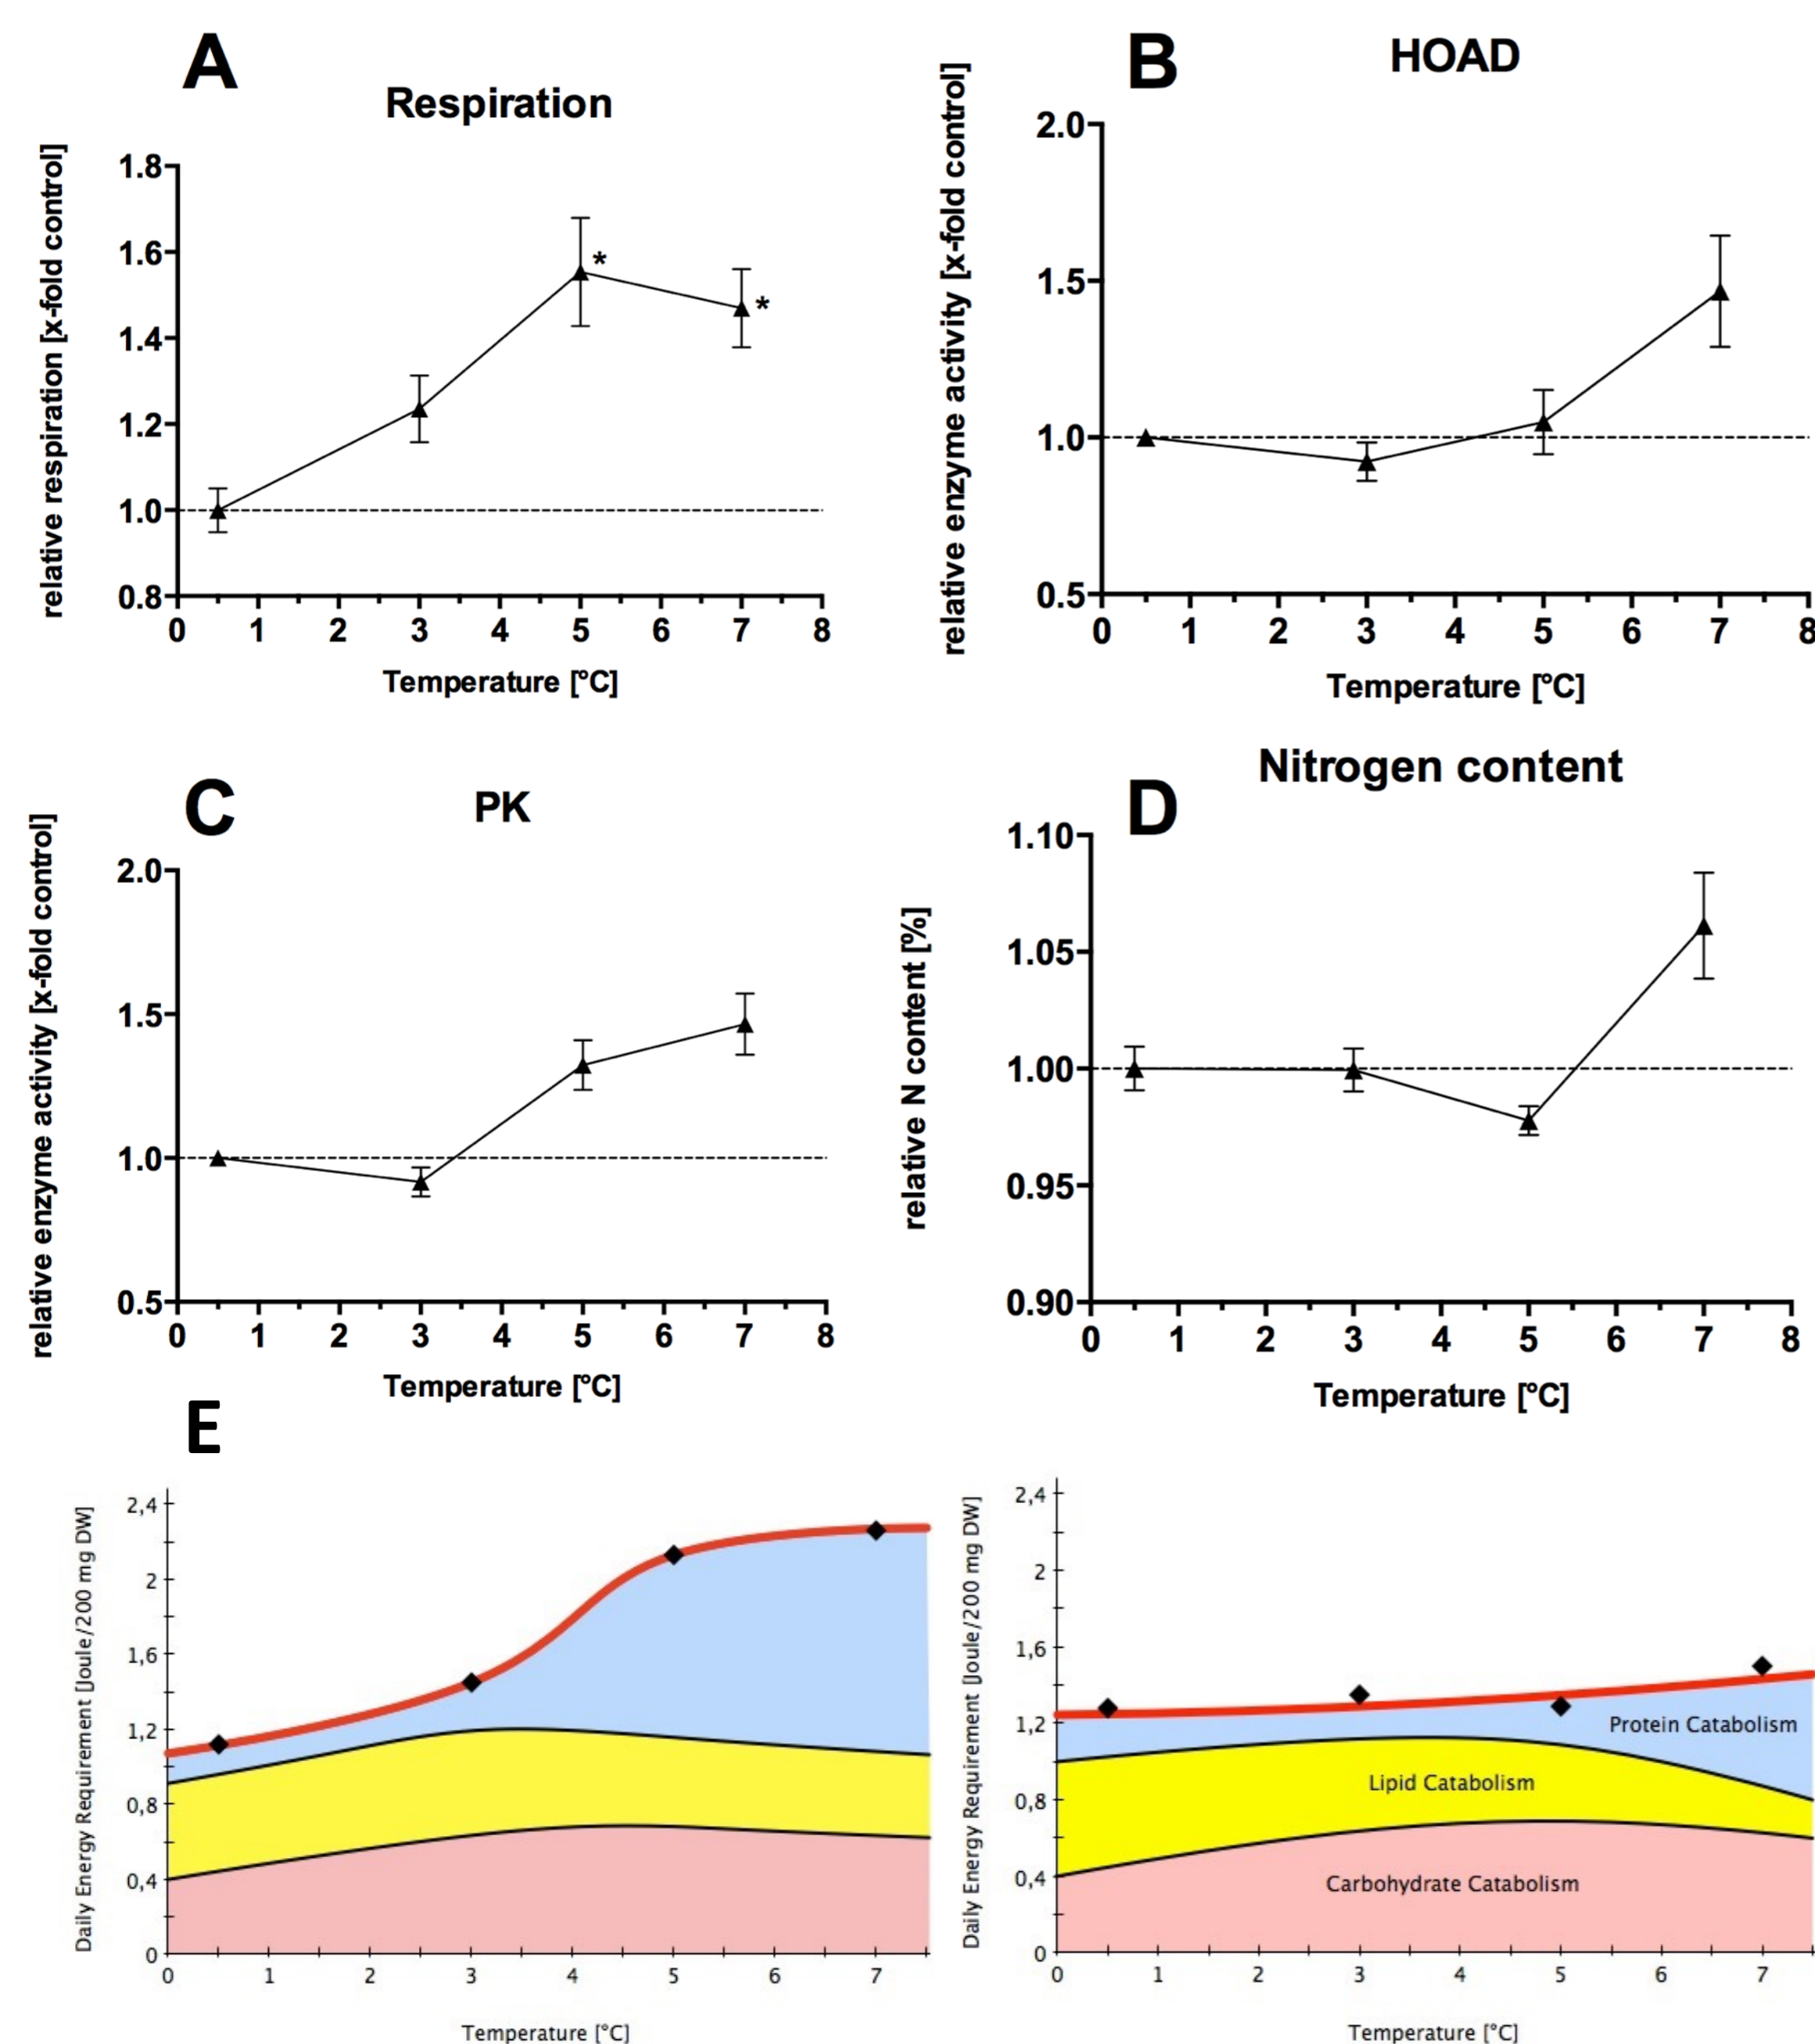 A
Respiration
relative respiration [x-fold control]
1.8
1.6
1.4
1.2
1.0
0.8
*
*
0 1 2 3 4 5 6 7 8
Temperature [°C]
B
HOAD
relative enzyme activity [x-fold control]
2.0
1.5
1.0
0.5
0 1 2 3 4 5 6 7 8
Temperature [°C]
C
PK
relative enzyme activity [x-fold control]
2.0
1.5
1.0
0.5
0 1 2 3 4 5 6 7 8
Temperature [°C]
D
Nitrogen content
relative N content [%]
1.10
1.05
1.00
0.95
0.90
0 1 2 3 4 5 6 7 8
Temperature [°C]
E
Daily Energy Requirement [Joule/200 mg DW]
2,4
2
1,6
1,2
0,8
0,4
0
0 1 2 3 4 5 6 7
Temperature [°C]
Daily Energy Requirement [Joule/200 mg DW]
2,4
2
1,6
1,2
0,8
0,4
0
Protein Catabolism
Lipid Catabolism
Carbohydrate Catabolism
0 1 2 3 4 5 6 7
Temperature [°C]